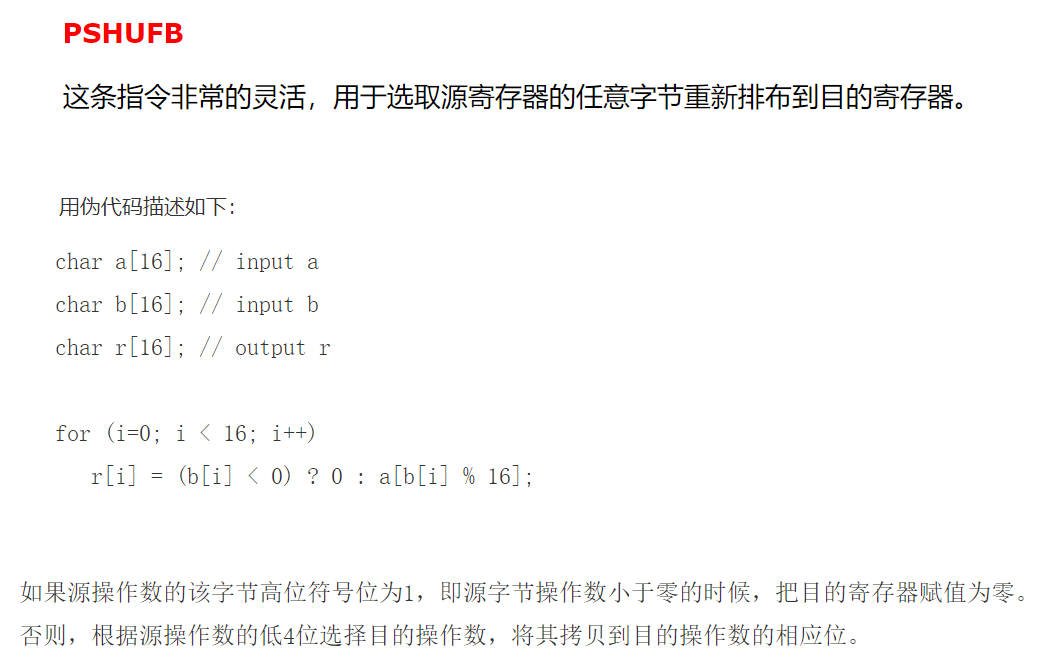 PSHUFB
这条指令非常的灵活，用于选取源寄存器的任意字节重新排布到目的寄存器。
用伪代码描述如下：
char a[16]; // input a
char b[16]; // input b
char r[16]; // output r
for (i=0; i < 16; i++)
r[i] = (b[i] < 0) ? 0 : a[b[i] % 16];
如果源操作数的该字节高位符号位为1，即源字节操作数小于零的时候，把目的寄存器赋值为零。
否则，根据源操作数的低4位选择目的操作数，将其拷贝到目的操作数的相应位。